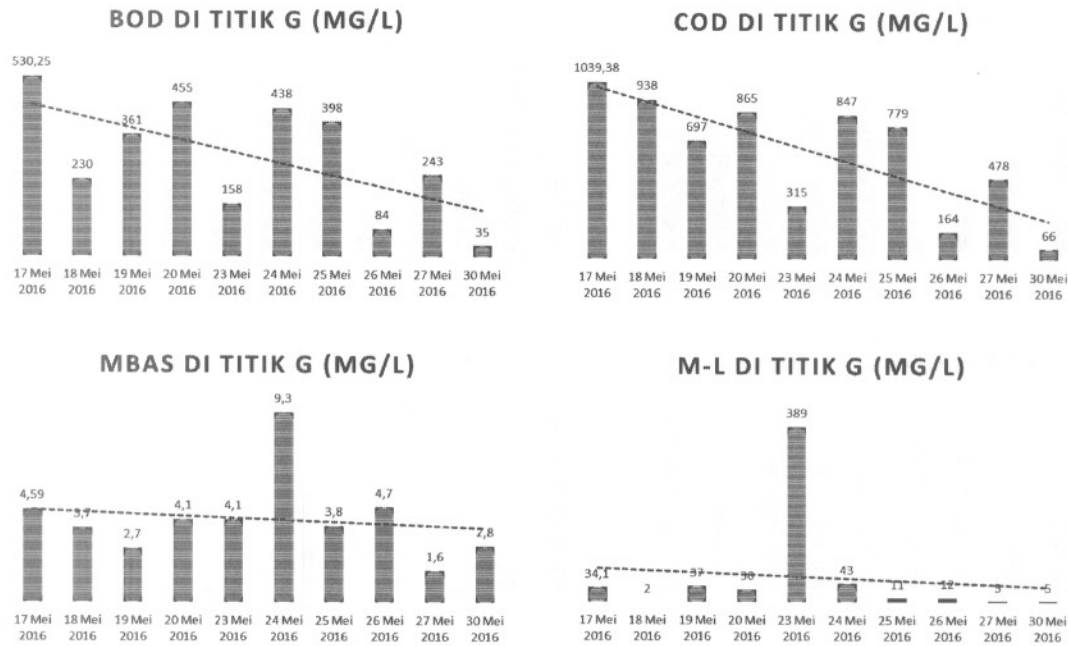 BOD DI TITIK G (MG/L)
530,25 230 361 455 158 438 398 84 243 35
17 Mei 18 Mei 19 Mei 20 Mei 23 Mei 24 Mei 25 Mei 26 Mei 27 Mei 30 Mei
2016 2016 2016 2016 2016 2016 2016 2016 2016 2016
COD DI TITIK G (MG/L)
1039,38 938 697 865 315 847 779 164 478 66
17 Mei 18 Mei 19 Mei 20 Mei 23 Mei 24 Mei 25 Mei 26 Mei 27 Mei 30 Mei
2016 2016 2016 2016 2016 2016 2016 2016 2016 2016
MBAS DI TITIK G (MG/L)
4,59 3,7 2,7 4,1 4,1 9,3 3,8 4,7 1,6 2,8
17 Mei 18 Mei 19 Mei 20 Mei 23 Mei 24 Mei 25 Mei 26 Mei 27 Mei 30 Mei
2016 2016 2016 2016 2016 2016 2016 2016 2016 2016
M-L DI TITIK G (MG/L)
34,1 2 37 389 43 11 12 5
17 Mei 18 Mei 19 Mei 20 Mei 23 Mei 24 Mei 25 Mei 26 Mei 27 Mei 30 Mei
2016 2016 2016 2016 2016 2016 2016 2016 2016 2016